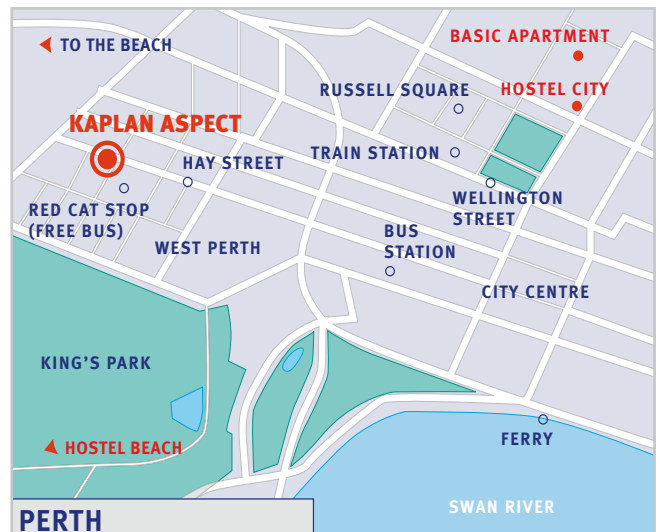 BASIC APARTMENT
TO THE BEACH
RUSSELL SQUARE
HOSTEL CITY
KAPLAN ASPECT
HAY STREET
TRAIN STATION
WELLINGTON
STREET
RED CAT STOP
(FREE BUS)
WEST PERTH
BUS
STATION
CITY CENTRE
KING'S PARK
HOSTEL BEACH
FERRY
SWAN RIVER
PERTH